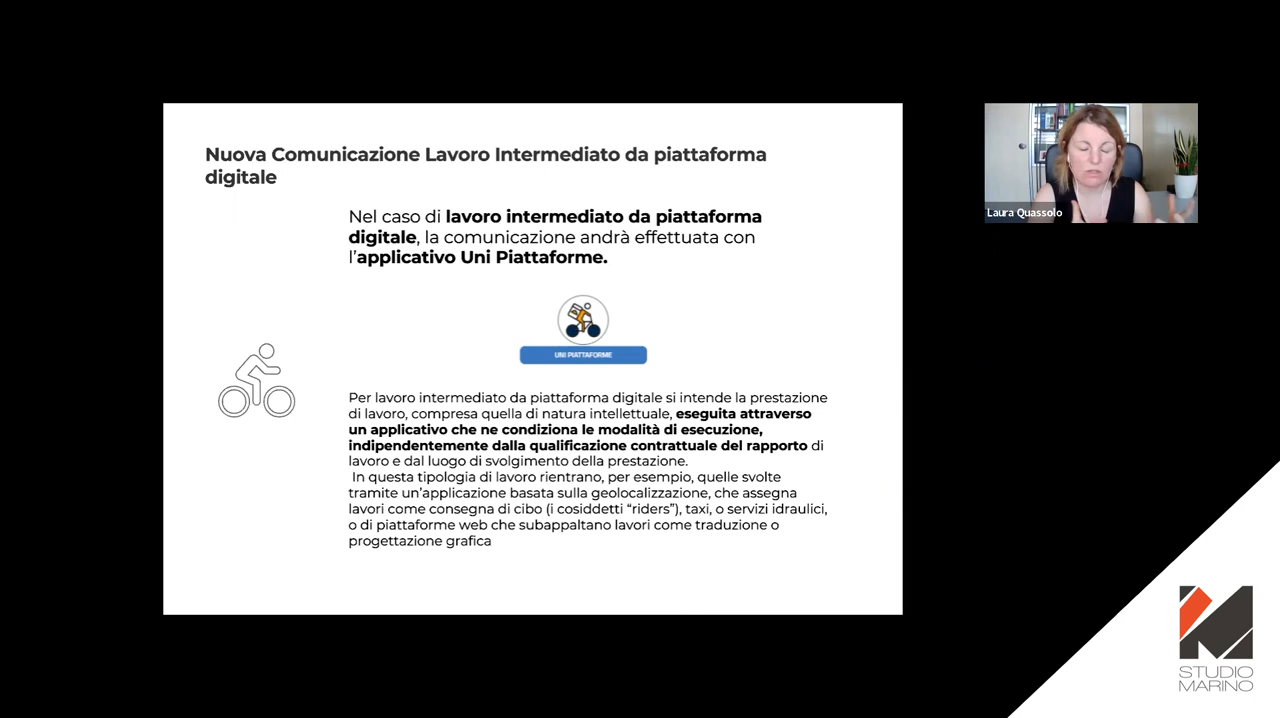 Nuova Comunicazione Lavoro Intermediato da piattaforma
digitale
Nel caso di lavoro intermediato da piattaforma
digitale, la comunicazione andrà effettuata con
l'applicativo Uni Piattaforme.
UNI PIATTAFORME
Per lavoro intermediato da piattaforma digitale si intende la prestazione
di lavoro, compresa quella di natura intellettuale, eseguita attraverso
un applicativo che ne condiziona le modalità di esecuzione,
indipendentemente dalla qualificazione contrattuale del rapporto di
lavoro e dal luogo di svolgimento della prestazione.
In questa tipologia di lavoro rientrano, per esempio, quelle svolte
tramite un'applicazione basata sulla geolocalizzazione, che assegna
lavori come consegna di cibo (i cosiddetti “riders”), taxi, o servizi idraulici,
o di piattaforme web che subappaltano lavori come traduzione o
progettazione grafica
Laura Quassolo
STUDIO
MARINO